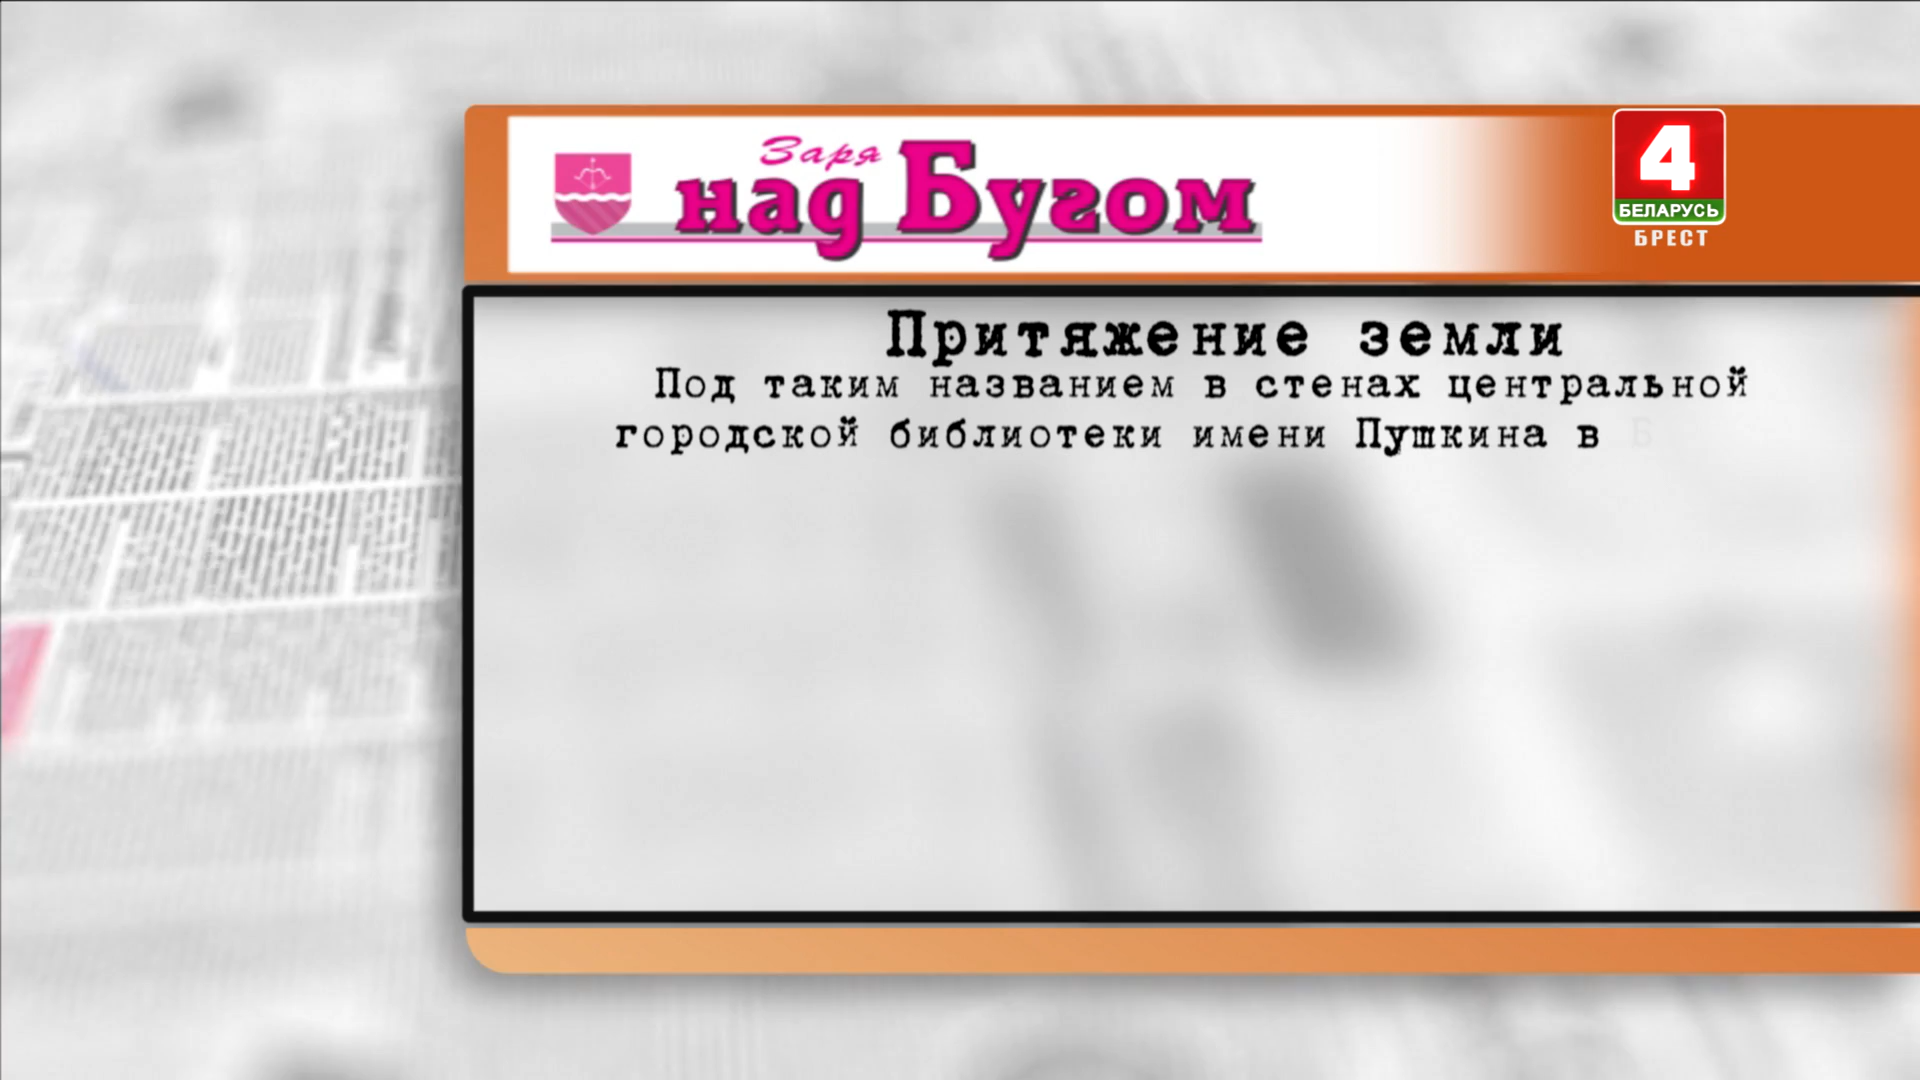 Заря
над Бугом
4
БЕЛАРУСЬ
БРЕСТ
Притяжение земли
Под таким названием в стенах центральной
городской библиотеки имени Пушкина в Б